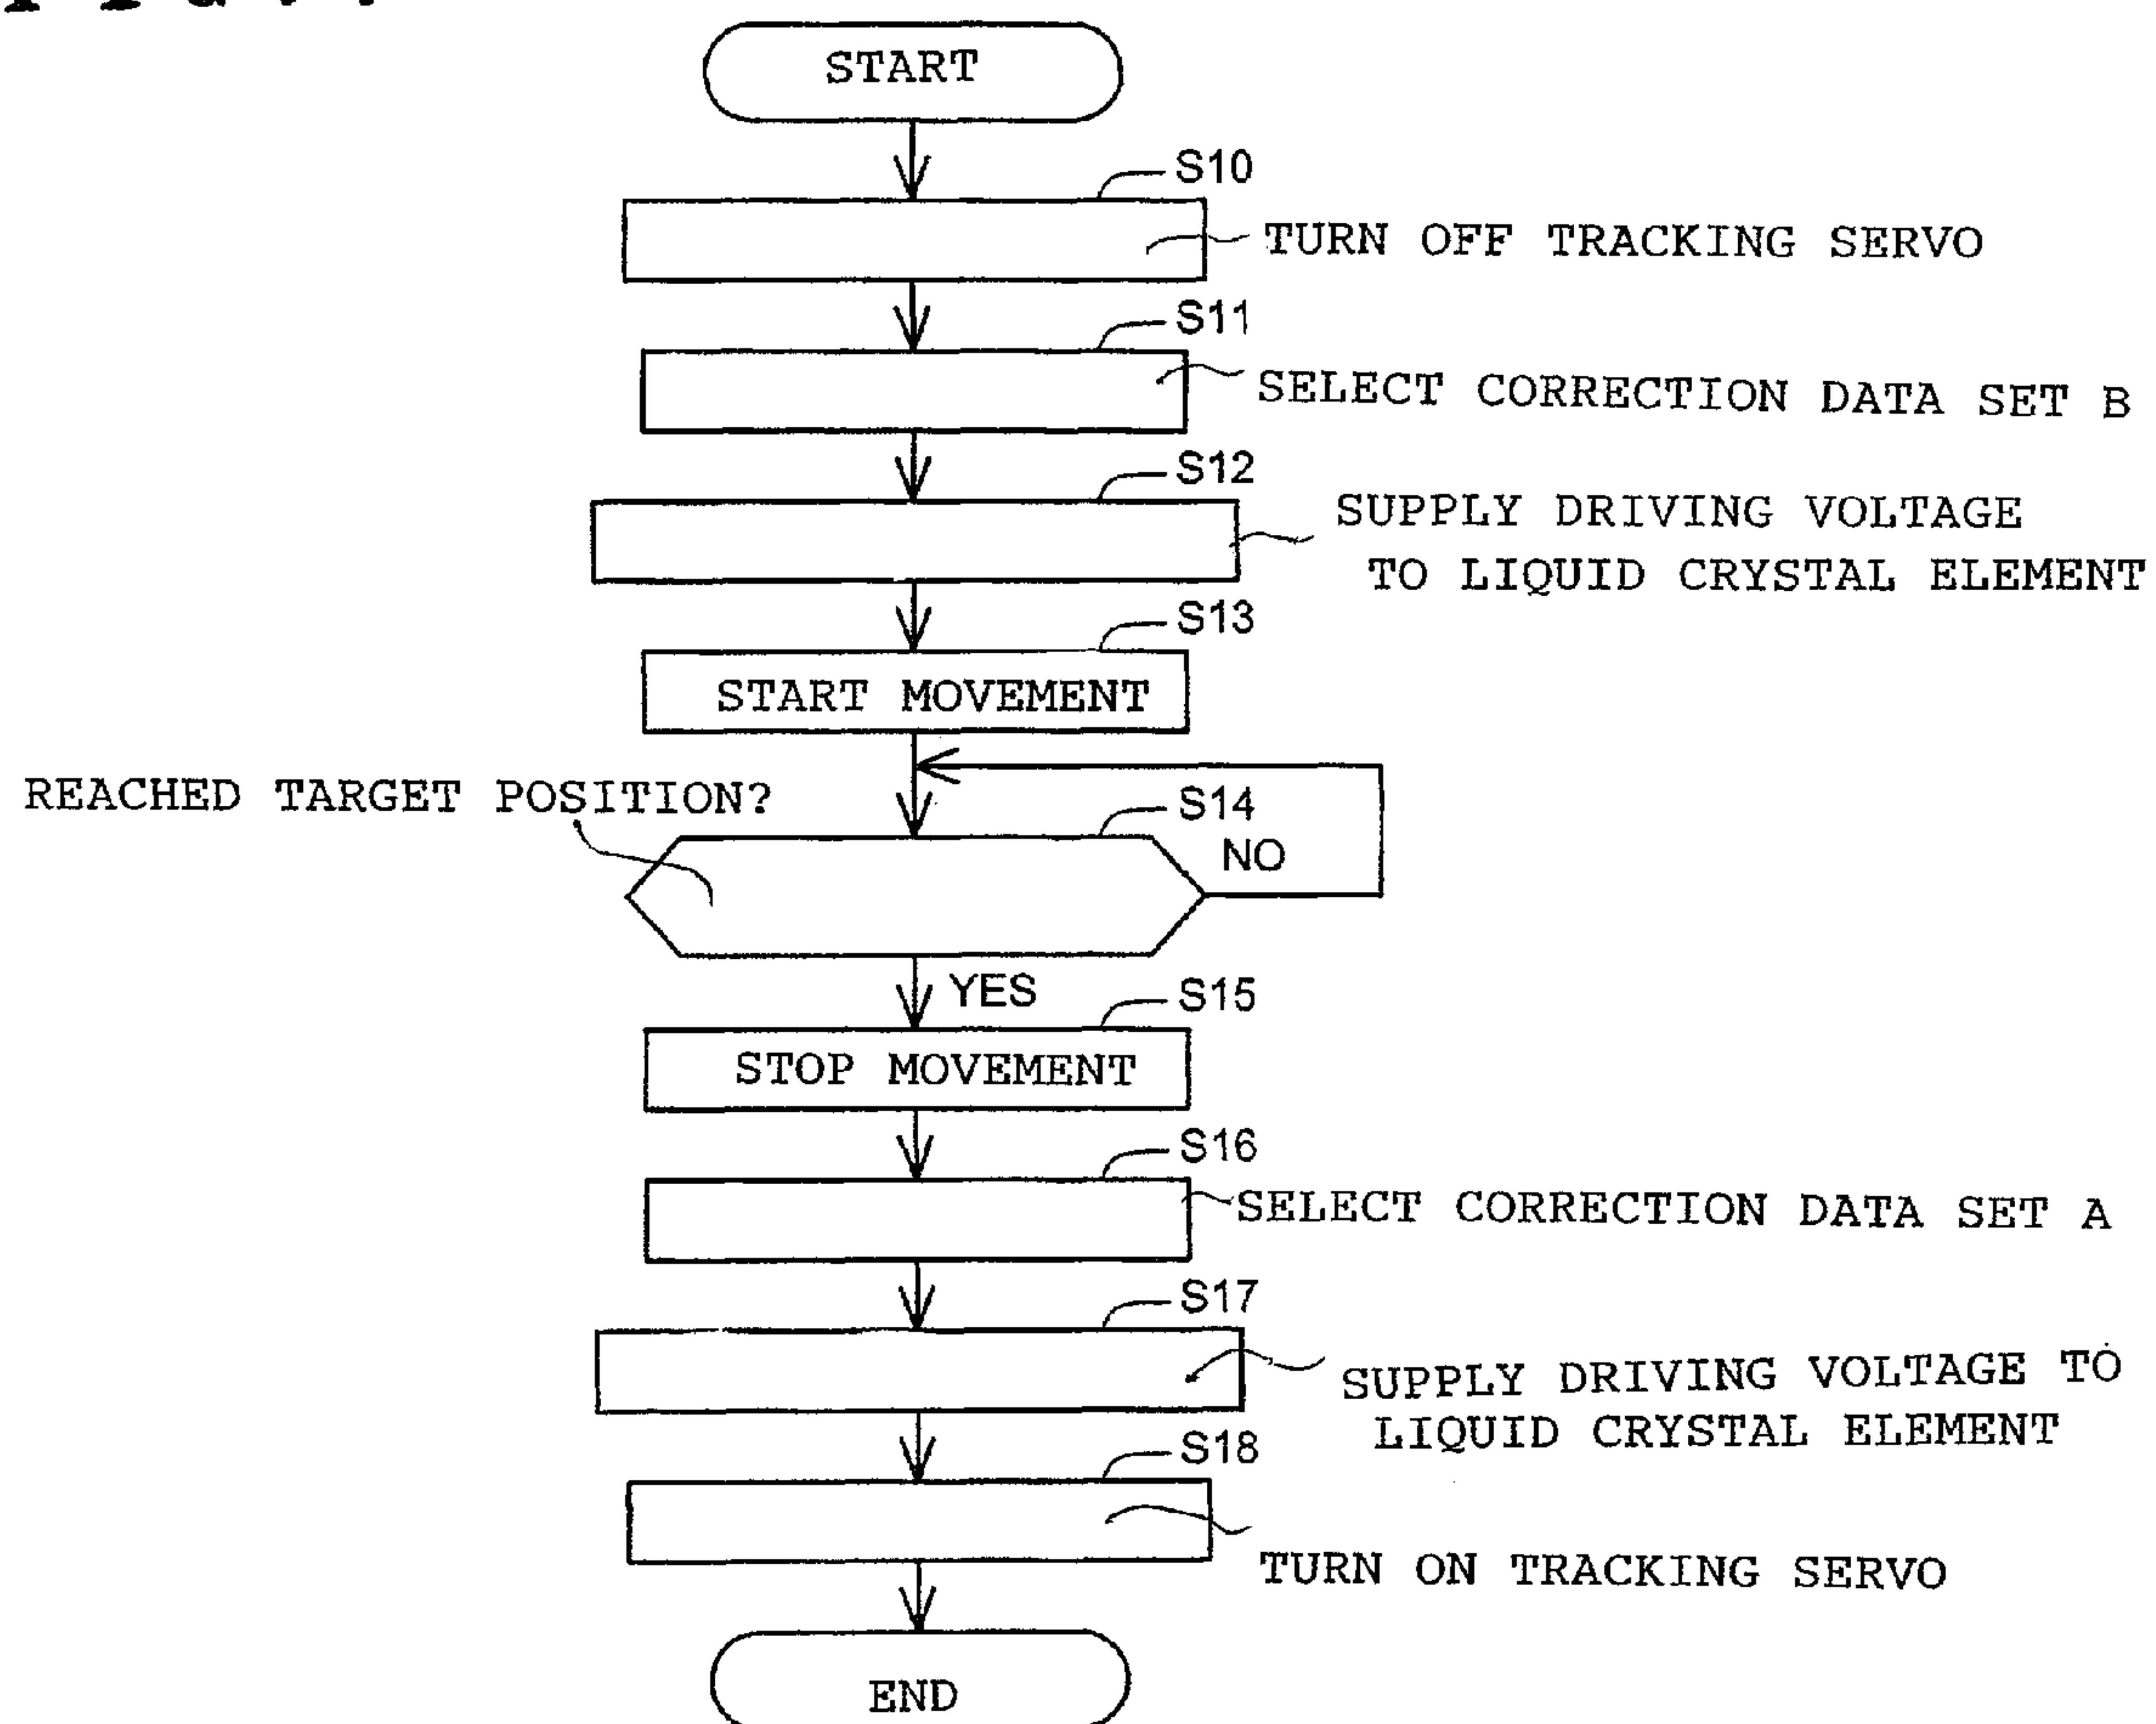 START
S10
TURN OFF TRACKING SERVO
S11
SELECT CORRECTION DATA SET B
S12
SUPPLY DRIVING VOLTAGE
TO LIQUID CRYSTAL ELEMENT
S13
START MOVEMENT
REACHED TARGET POSITION?
S14
NO
YES
S15
STOP MOVEMENT
S16
SELECT CORRECTION DATA SET A
S17
SUPPLY DRIVING VOLTAGE TO
LIQUID CRYSTAL ELEMENT
S18
TURN ON TRACKING SERVO
END